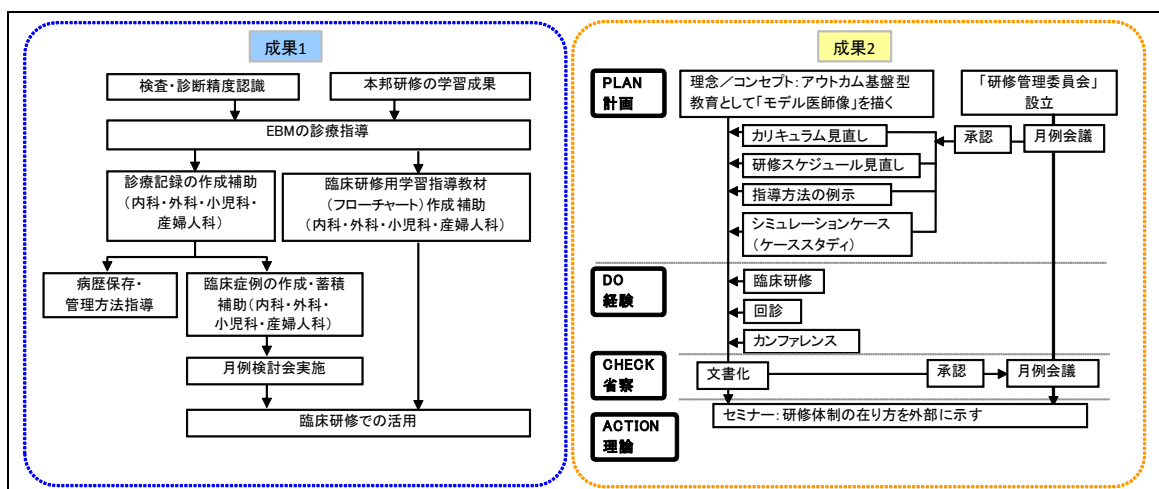 成果1
検査・診断精度認識
本邦研修の学習成果
EBMの診療指導
診療記録の作成補助
(内科・外科・小児科・
産婦人科)
臨床研修用学習指導教材
(フローチャート)作成補助
(内科・外科・小児科・産婦人科)
病歴保存・
管理方法指導
臨床症例の作成・蓄積
補助(内科・外科・
小児科・産婦人科)
月例検討会実施
臨床研修での活用
成果2
PLAN
計画
理念/コンセプト:アウトカム基盤型
教育として「モデル医師像」を描く
「研修管理委員会」
設立
カリキュラム見直し
承認
月例会議
研修スケジュール見直し
指導方法の例示
シミュレーションケース
(ケーススタディ)
DO
経験
臨床研修
回診
カンファレンス
CHECK
省察
文書化
承認
月例会議
ACTION
理論
セミナー:研修体制の在り方を外部に示す